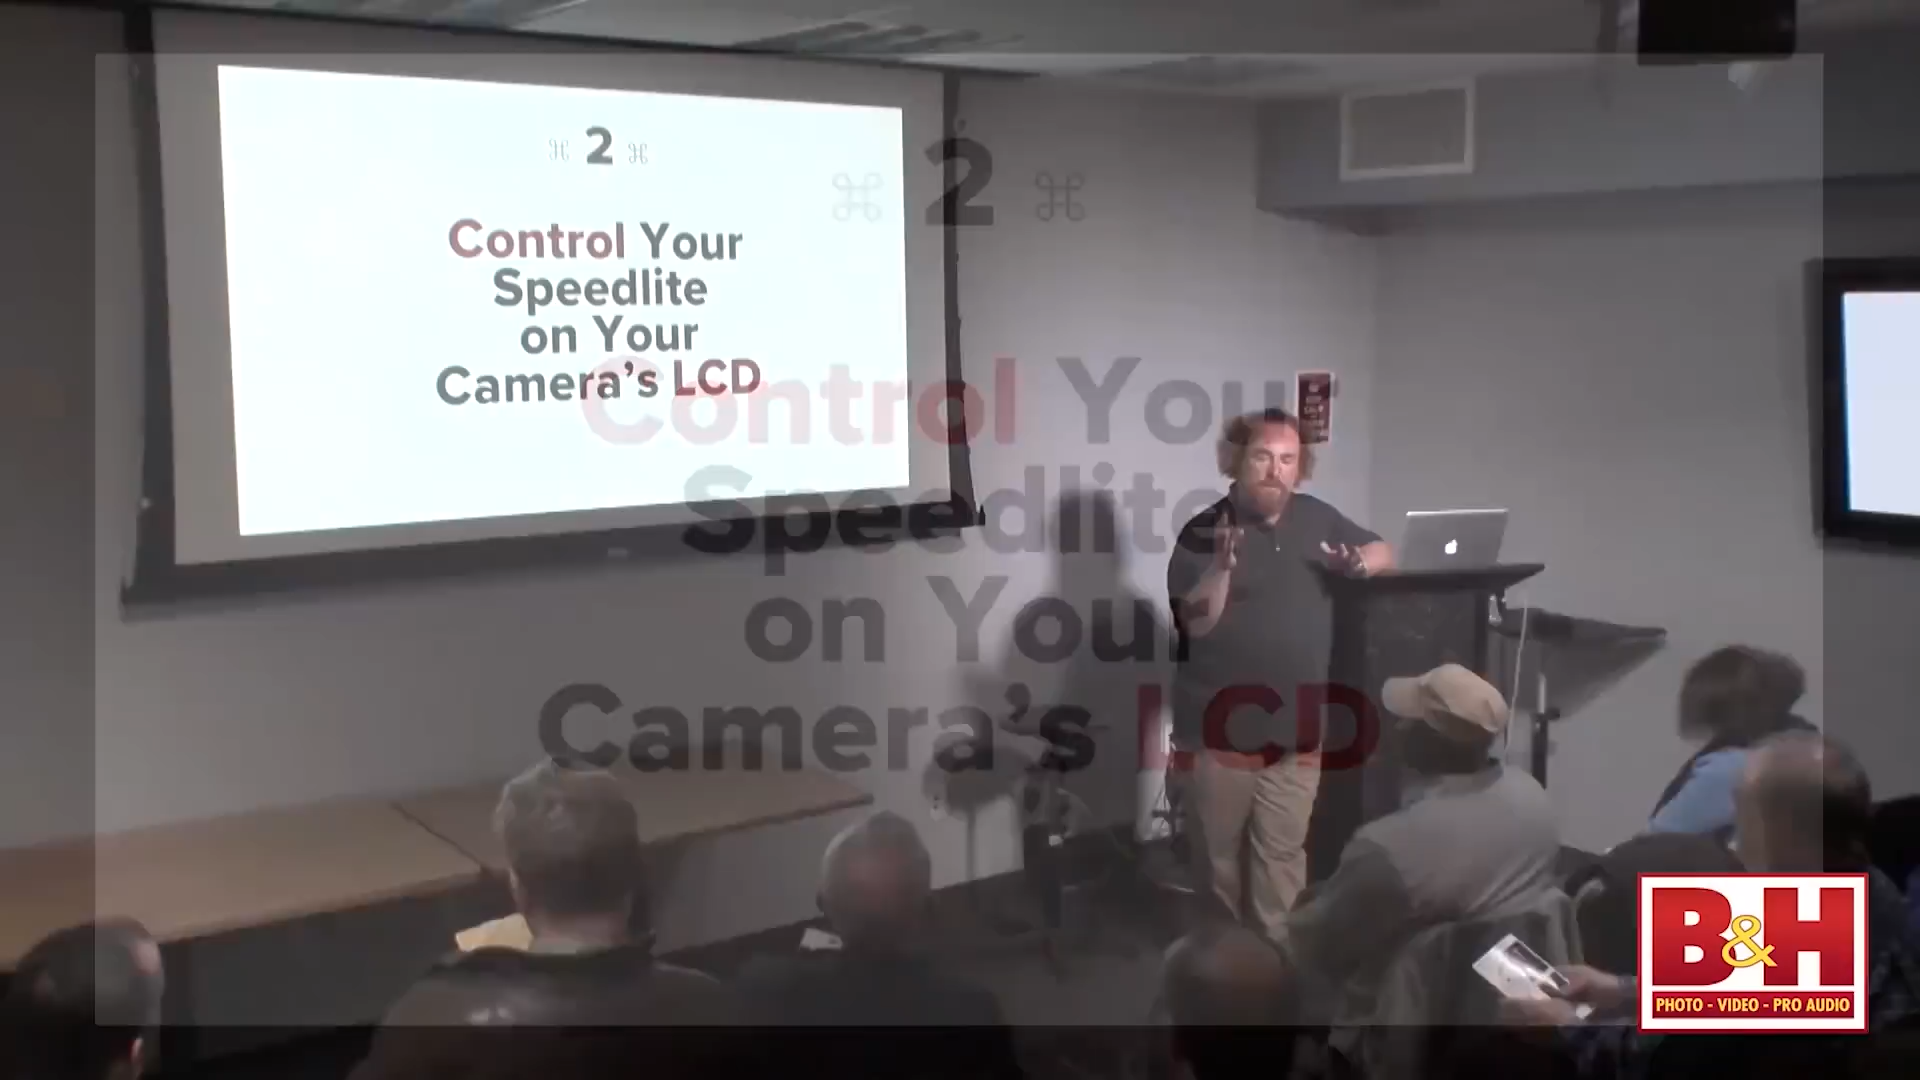 ⌘ 2 ⌘
Control Your
Speedlite
on Your
Camera's LCD
⌘ 2 ⌘
Control Your
Speedlite
on Your
Camera's LCD
B&H
PHOTO - VIDEO - PRO AUDIO